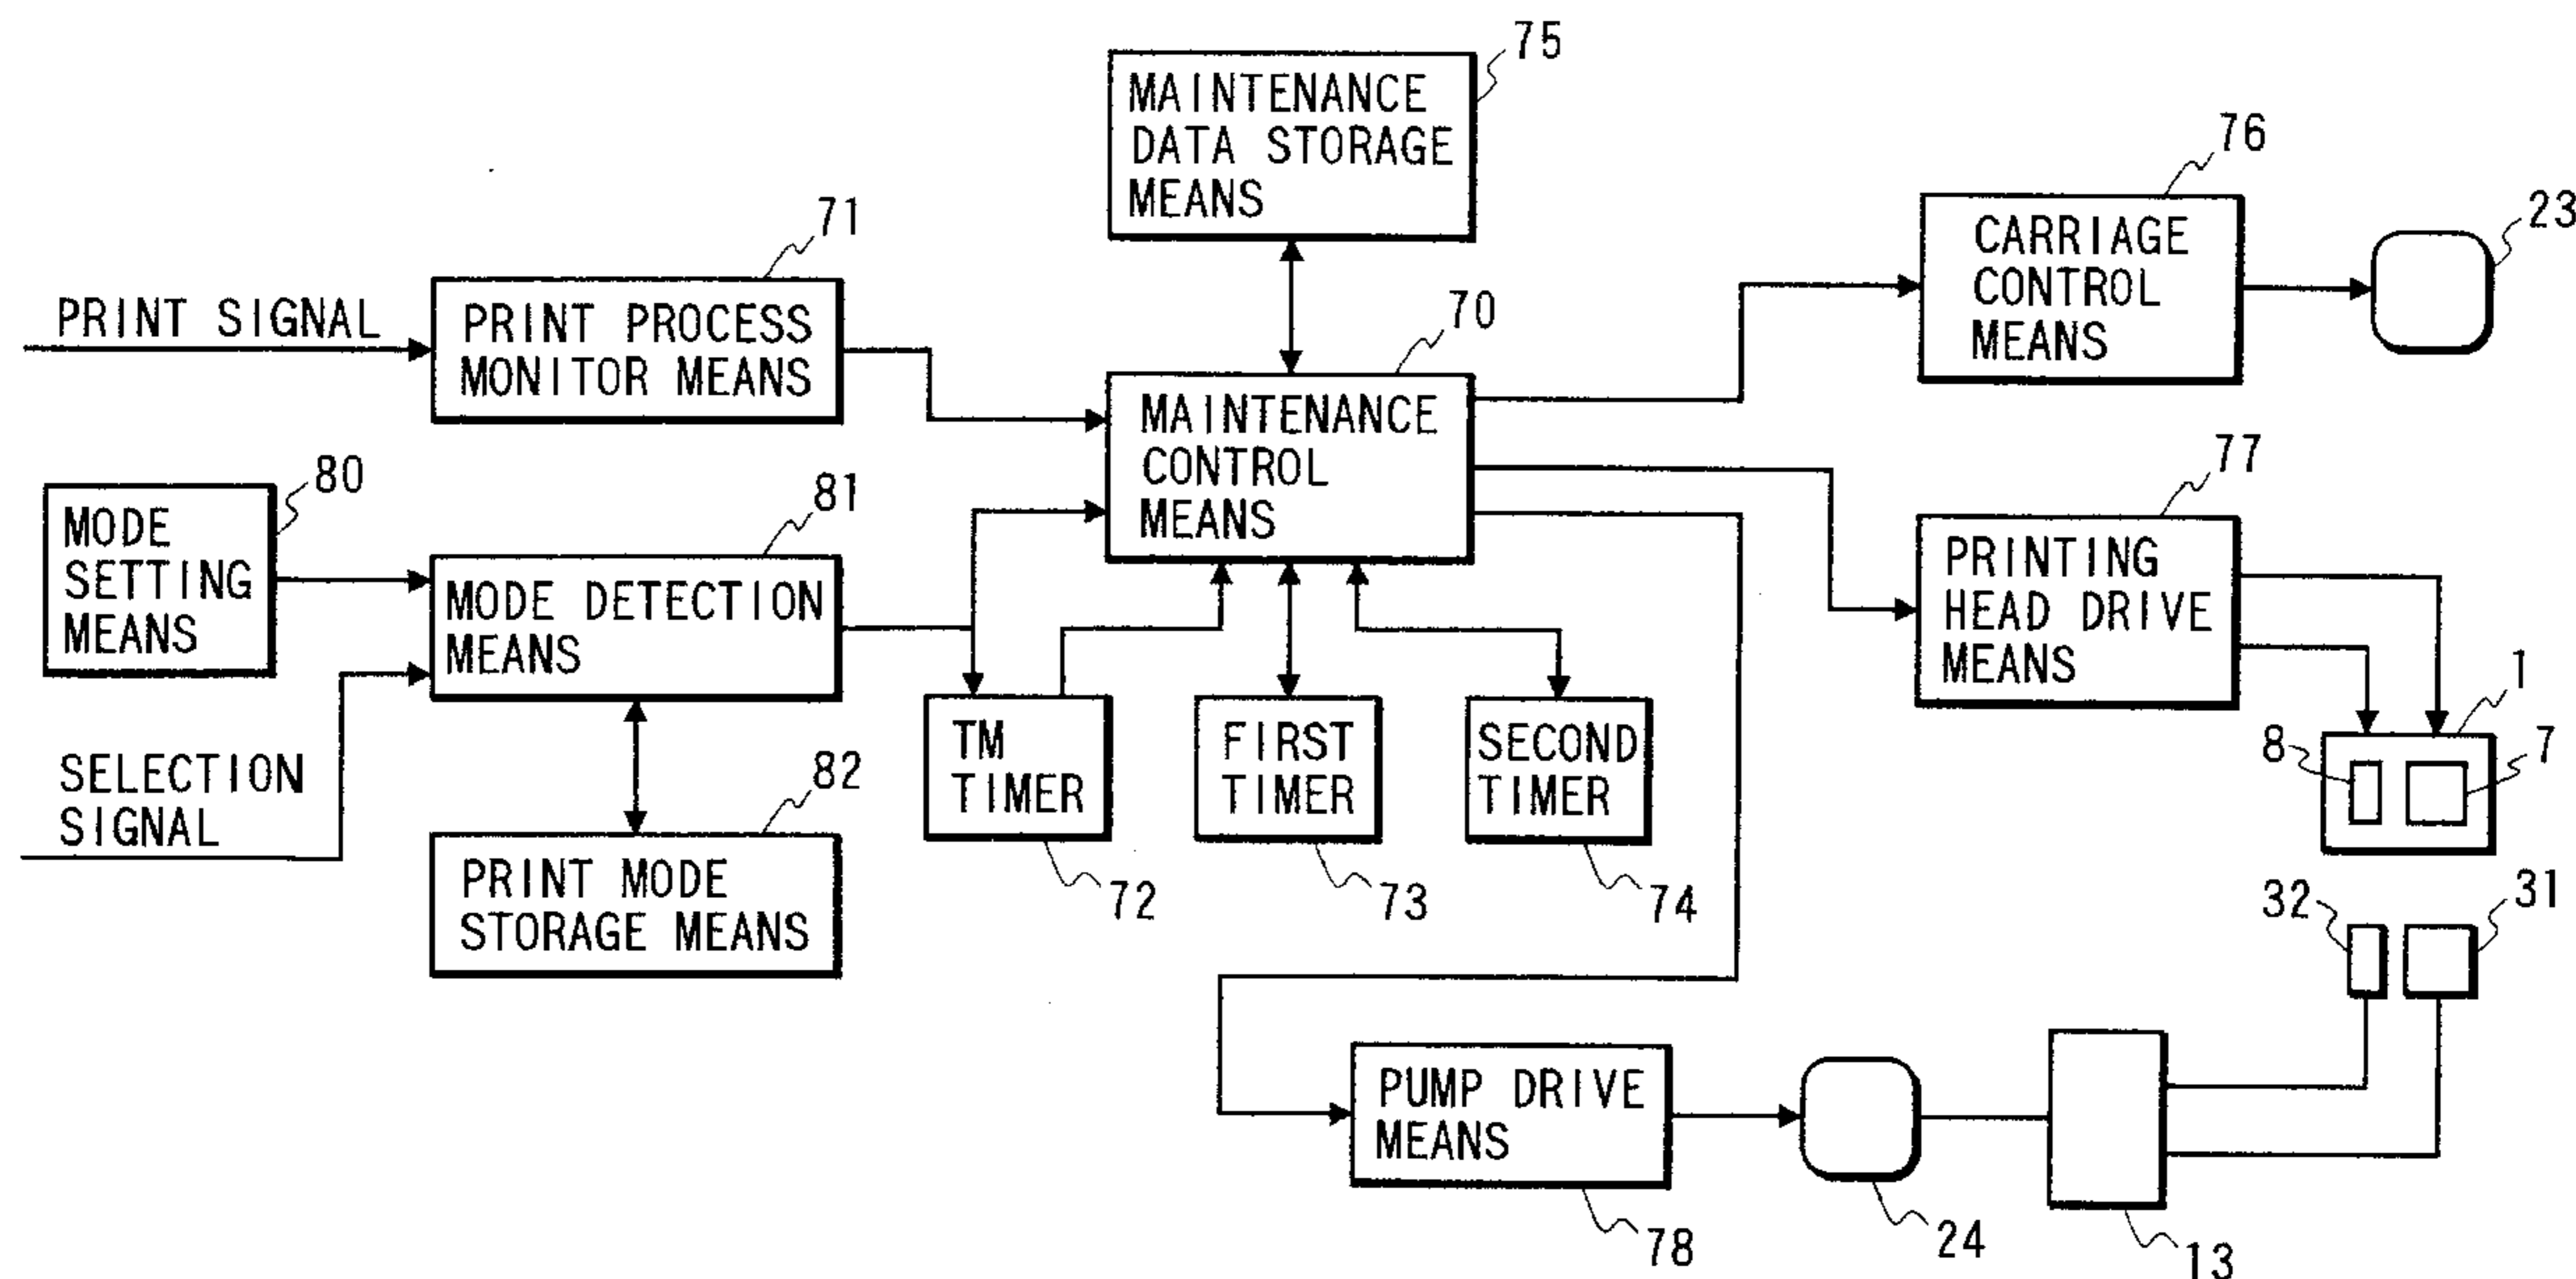 75
MAINTENANCE
DATA STORAGE
MEANS
76
CARRIAGE
CONTROL
MEANS
23
71
PRINT SIGNAL
PRINT PROCESS
MONITOR MEANS
70
MAINTENANCE
CONTROL
MEANS
80
MODE
SETTING
MEANS
81
MODE DETECTION
MEANS
77
PRINTING
HEAD DRIVE
MEANS
1
8
7
SELECTION
SIGNAL
82
PRINT MODE
STORAGE MEANS
TM
TIMER
72
FIRST
TIMER
73
SECOND
TIMER
74
32
31
PUMP DRIVE
MEANS
78
24
13